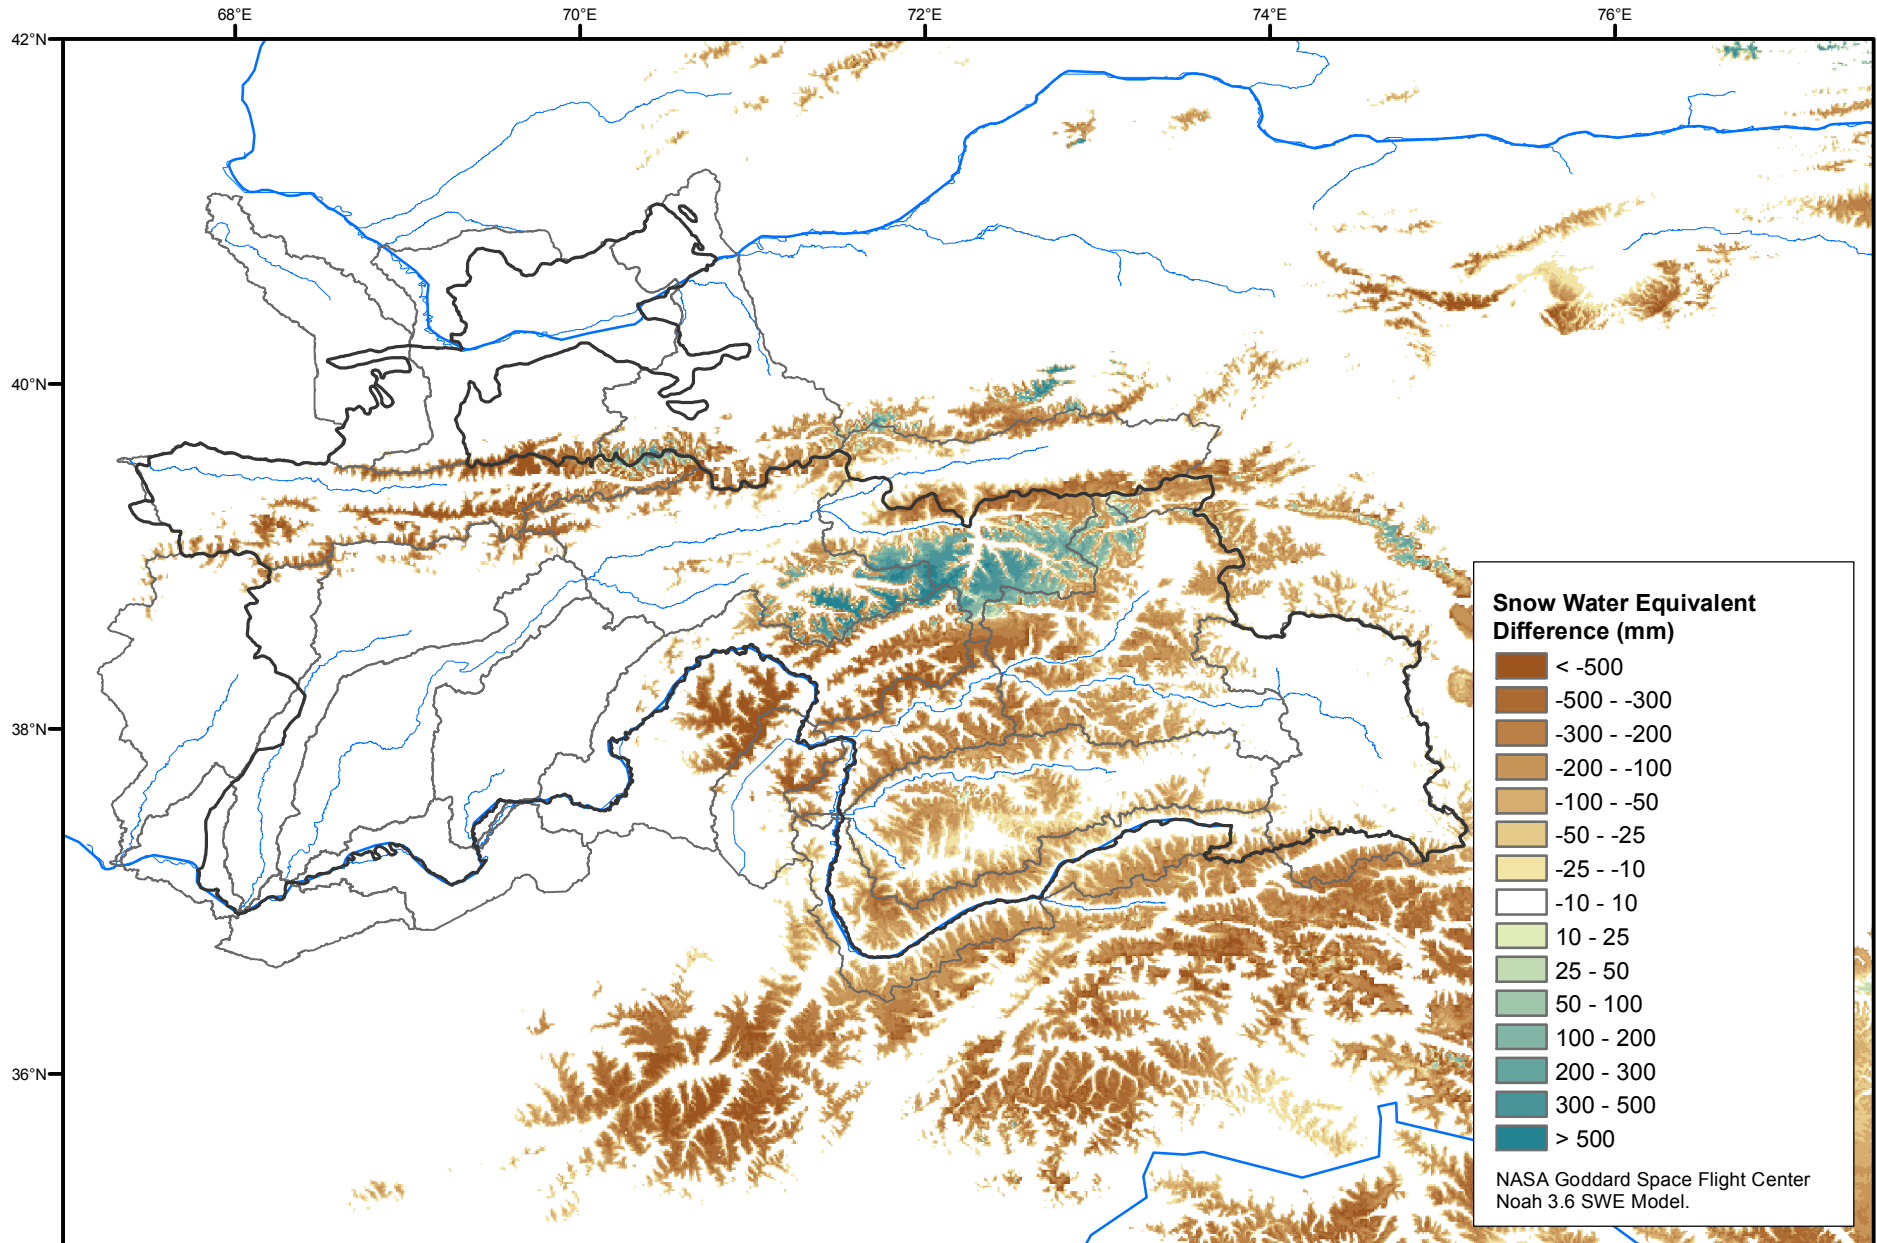 68°E 70°E 72°E 74°E 76°E
42°N
40°N
38°N
36°N
Snow Water Equivalent
Difference (mm)
< -500
-500 - -300
-300 - -200
-200 - -100
-100 - -50
-50 - -25
-25 - -10
-10 - 10
10 - 25
25 - 50
50 - 100
100 - 200
200 - 300
300 - 500
> 500
NASA Goddard Space Flight Center
Noah 3.6 SWE Model.